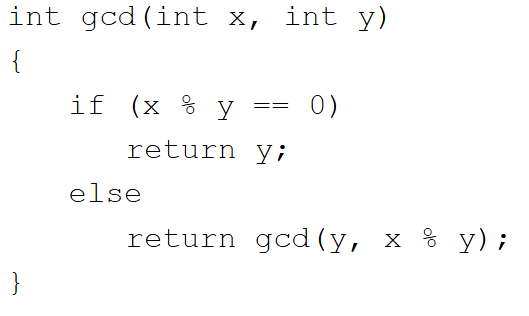 int gcd(int x, int y)
{
    if (x % y == 0)
        return y;
    else
        return gcd(y, x % y);
}